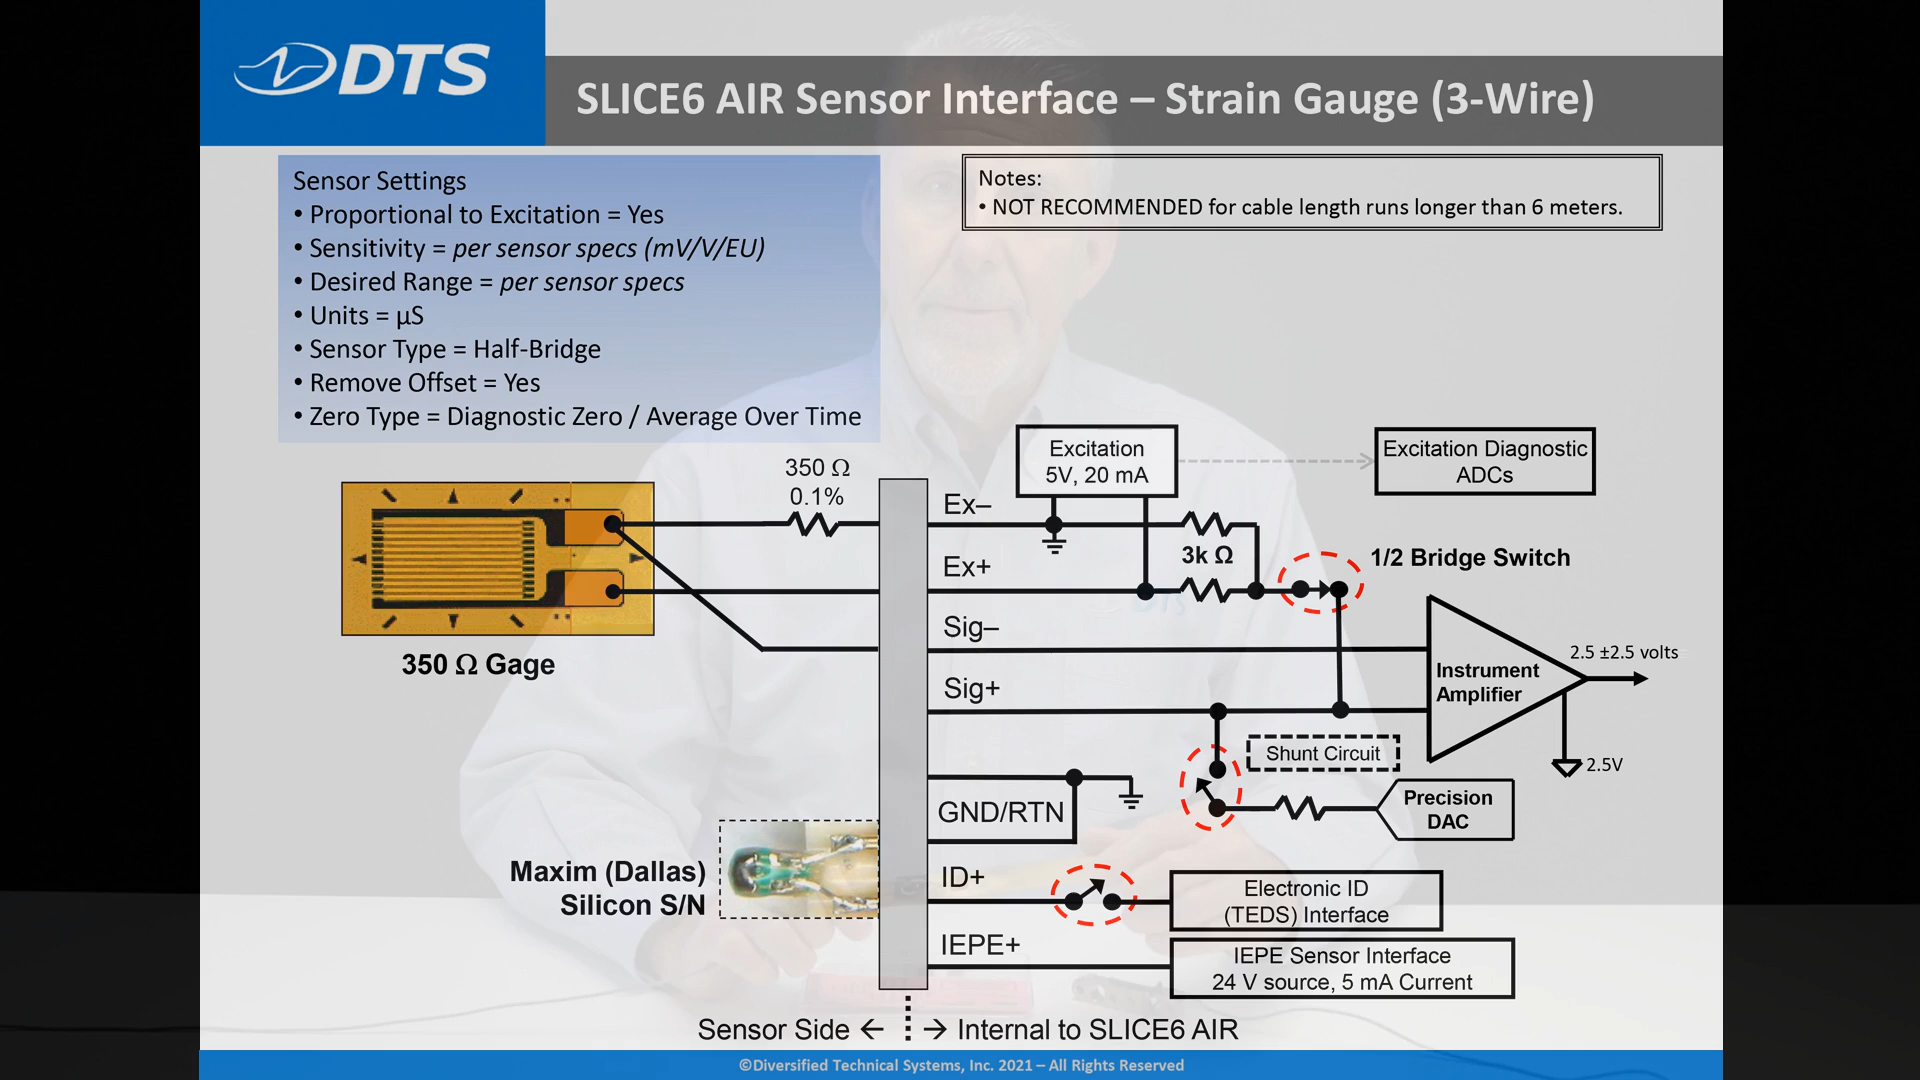 DTS
SLICE6 AIR Sensor Interface – Strain Gauge (3-Wire)
Sensor Settings
• Proportional to Excitation = Yes
• Sensitivity = per sensor specs (mV/V/EU)
• Desired Range = per sensor specs
• Units = µS
• Sensor Type = Half-Bridge
• Remove Offset = Yes
• Zero Type = Diagnostic Zero / Average Over Time
Notes:
• NOT RECOMMENDED for cable length runs longer than 6 meters.
350 Ω
0.1%
350 Ω Gage
Excitation
5V, 20 mA
Excitation Diagnostic
ADCs
Ex–
Ex+
3k Ω
1/2 Bridge Switch
Sig–
Sig+
Instrument
Amplifier
2.5 ±2.5 volts
2.5V
Shunt Circuit
Precision
DAC
GND/RTN
Maxim (Dallas)
Silicon S/N
ID+
Electronic ID
(TEDS) Interface
IEPE+
IEPE Sensor Interface
24 V source, 5 mA Current
Sensor Side ← → Internal to SLICE6 AIR
©Diversified Technical Systems, Inc. 2021 – All Rights Reserved